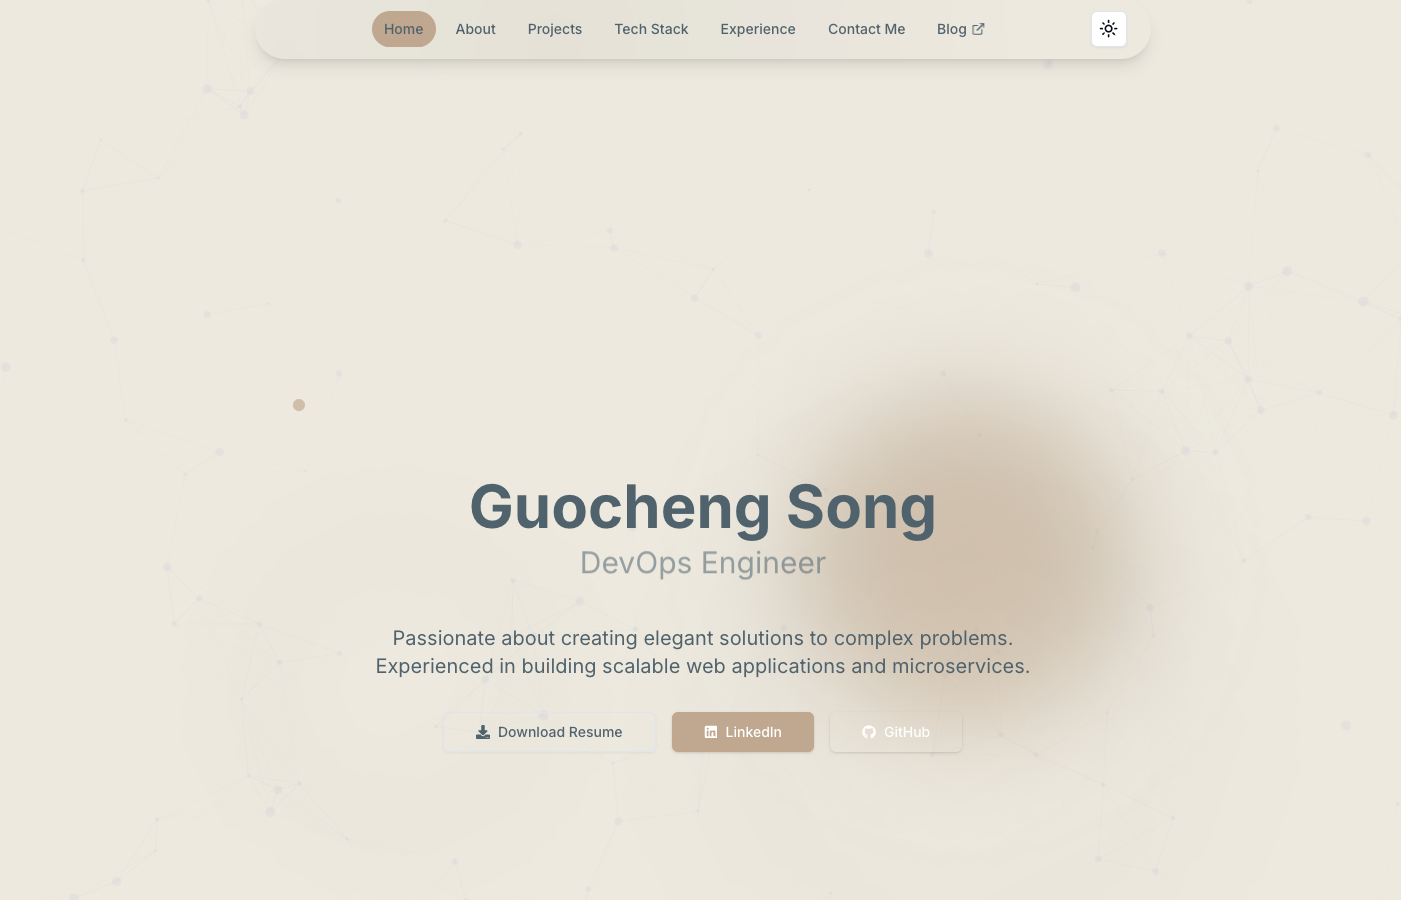 Home About Projects Tech Stack Experience Contact Me Blog
Guocheng Song
DevOps Engineer
Passionate about creating elegant solutions to complex problems.
Experienced in building scalable web applications and microservices.
Download Resume LinkedIn GitHub